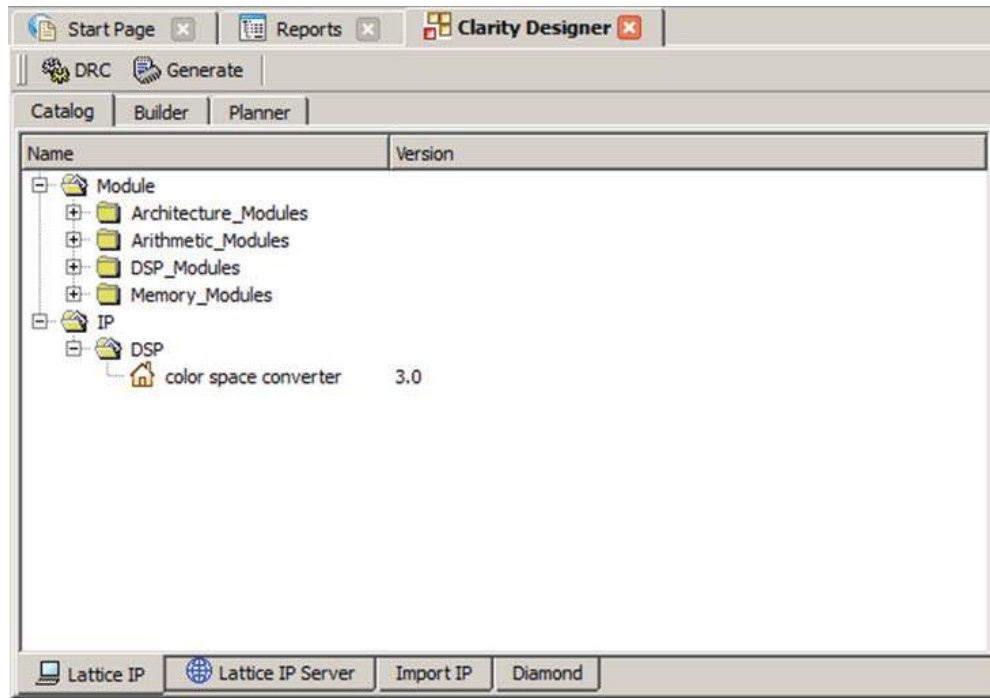 Start Page Reports Clarity Designer
DRC Generate
Catalog Builder Planner
Name Version
Module
Architecture_Modules
Arithmetic_Modules
DSP_Modules
Memory_Modules
IP
DSP
color space converter 3.0
Lattice IP Lattice IP Server Import IP Diamond